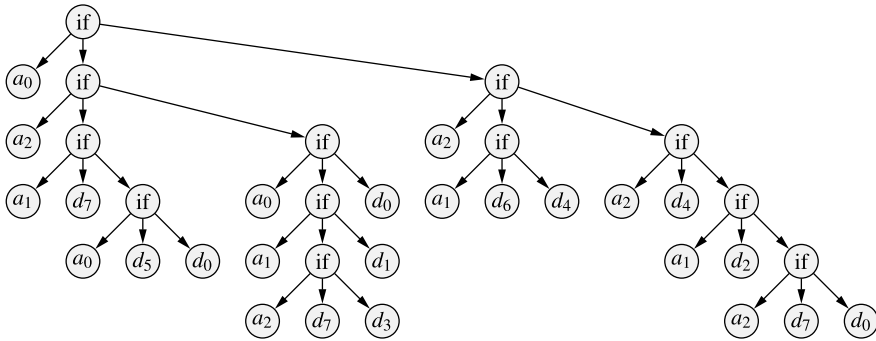 if
a₀ if if
a₂ if if a₂ if if
a₁ d₇ if a₀ if d₀ a₁ d₆ d₄ a₂ d₄ if
a₀ d₅ d₀ a₁ if d₁ a₁ d₂ if
a₂ d₇ d₃ a₂ d₇ d₀